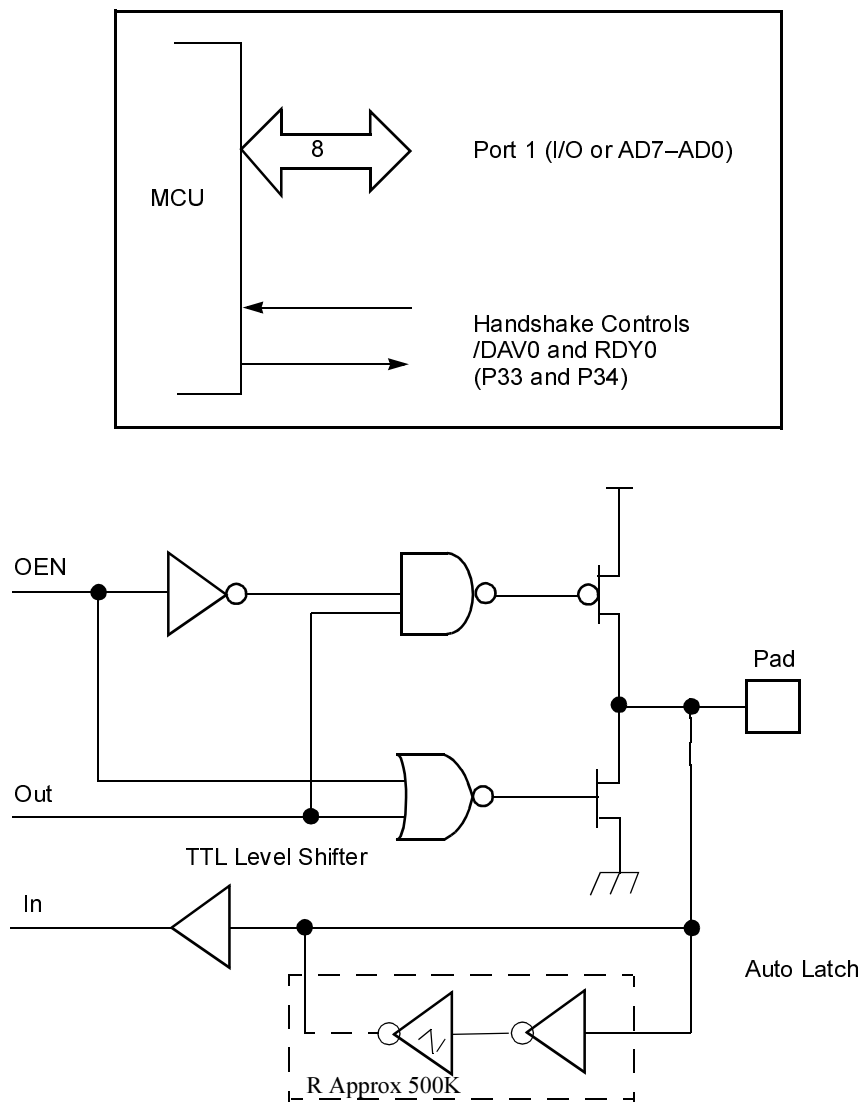 8
Port 1 (I/O or AD7–AD0)
MCU
Handshake Controls
/DAV0 and RDY0
(P33 and P34)
OEN
Pad
Out
TTL Level Shifter
In
Auto Latch
R Approx 500K